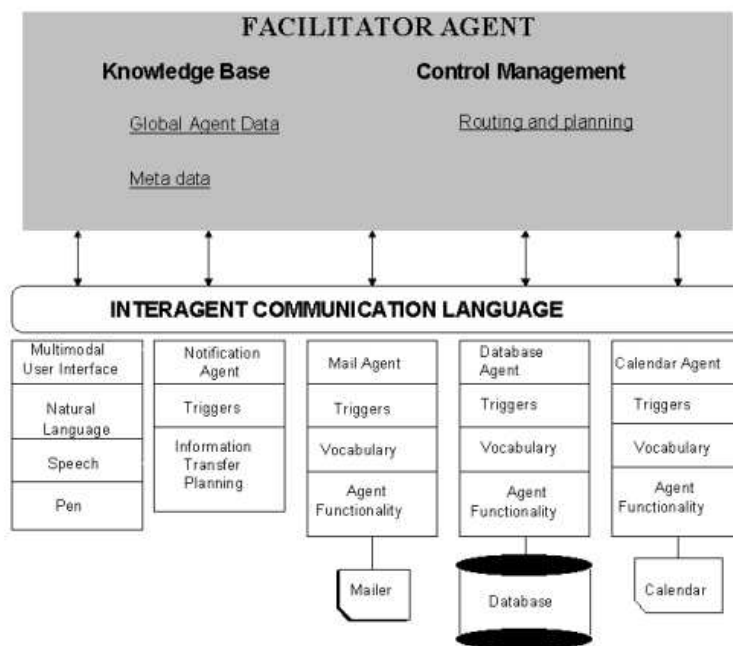 FACILITATOR AGENT
Knowledge Base
Control Management
Global Agent Data
Routing and planning
Meta data
INTERAGENT COMMUNICATION LANGUAGE
Multimodal
User Interface
Natural
Language
Speech
Pen
Notification
Agent
Triggers
Information
Transfer
Planning
Mail Agent
Triggers
Vocabulary
Agent
Functionality
Mailer
Database
Agent
Triggers
Vocabulary
Agent
Functionality
Database
Calendar Agent
Triggers
Vocabulary
Agent
Functionality
Calendar